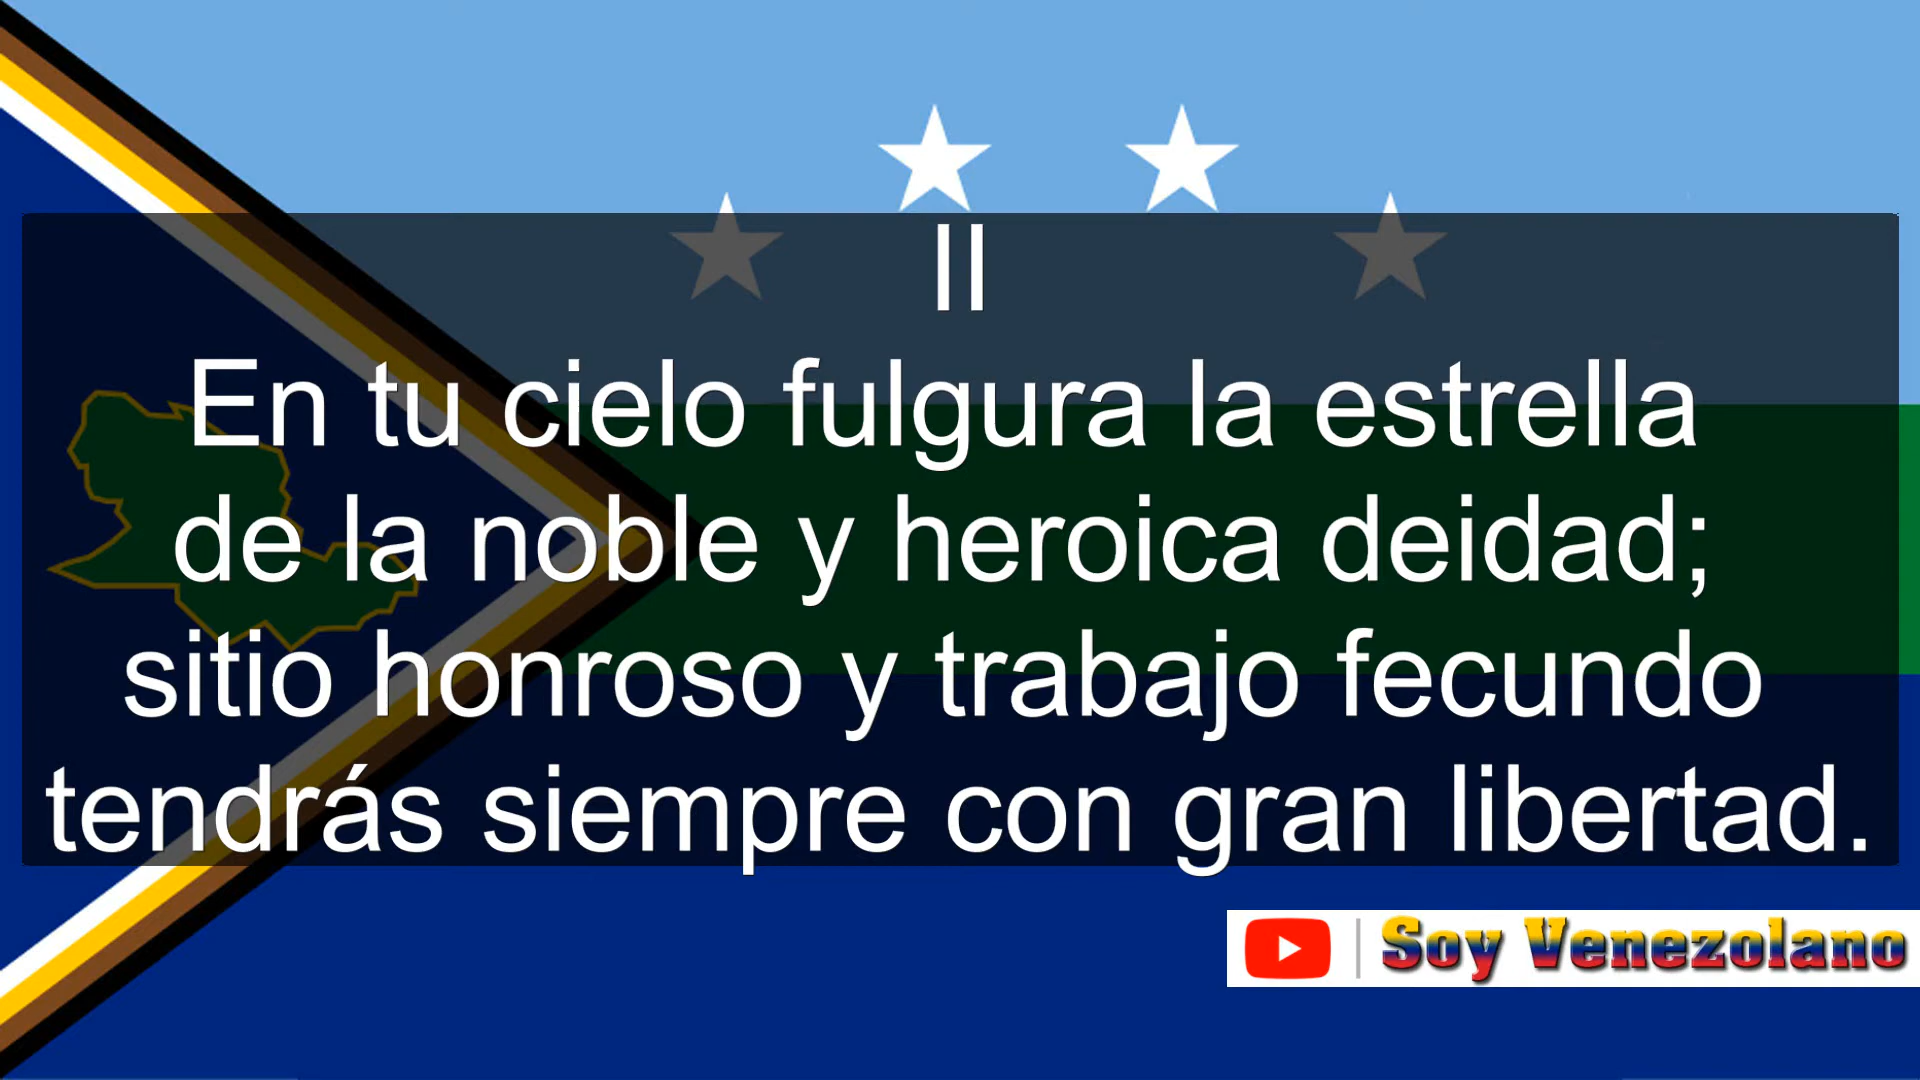 II
En tu cielo fulgura la estrella
de la noble y heroica deidad;
sitio honroso y trabajo fecundo
tendrás siempre con gran libertad.
Soy Venezolano